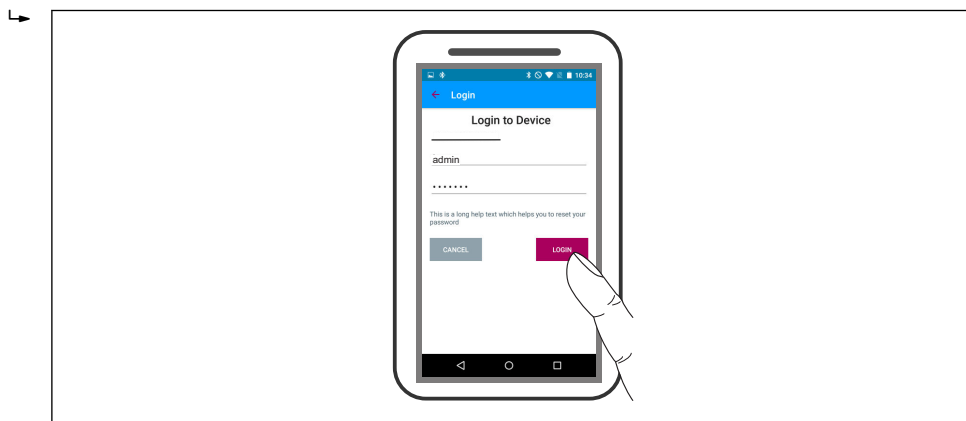 10:34
Login
Login to Device
admin
•••••••
This is a long help text which helps you to reset your
password
CANCEL LOGIN